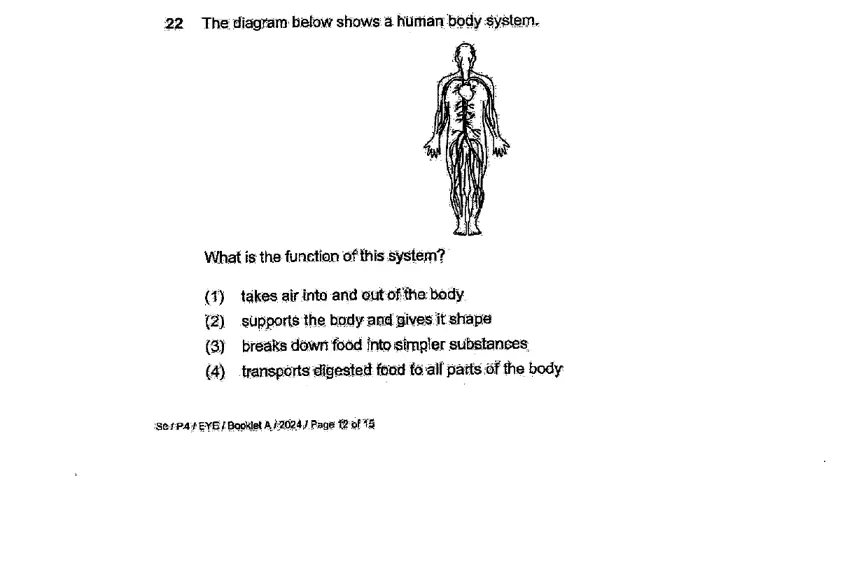 22 The diagram below shows a human body system.
What is the function of this system?
(1) takes air into and out of the body
(2) supports the body and gives it shape
(3) breaks down food into simpler substances
(4) transports digested food to all parts of the body
Sc / P4 / EYE / Booklet A / 2024 / Page 12 of 15